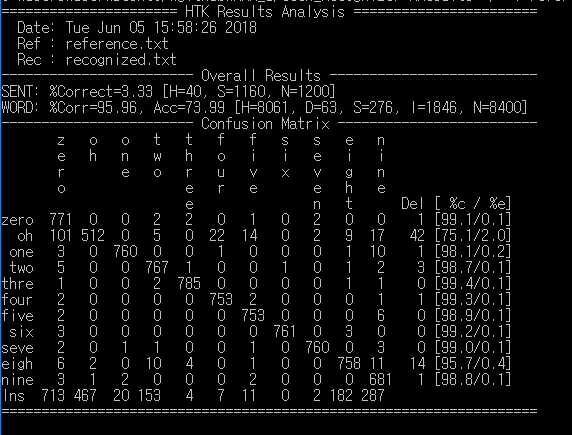 ====================== HTK Results Analysis =======================
Date: Tue Jun 05 15:58:26 2018
Ref : reference.txt
Rec : recognized.txt
------------------------ Overall Results --------------------------
SENT: %Correct=3.33 [H=40, S=1160, N=1200]
WORD: %Corr=95.96, Acc=73.99 [H=8061, D=63, S=276, I=1846, N=8400]
------------------------ Confusion Matrix -------------------------
z o o t t f f s s e n
e h n w h o i i e i i
r e o r u v x v g n
o e r e e h e
e n t
Del [ %c / %e]
zero 771 0 0 2 2 0 1 0 2 0 0 1 [99.1/0.1]
oh 101 512 0 5 0 22 14 0 2 9 17 42 [75.1/2.0]
one 3 0 760 0 0 1 0 0 0 1 10 1 [98.1/0.2]
two 5 0 0 767 1 0 0 1 0 1 2 3 [98.7/0.1]
thre 1 0 0 2 785 0 0 0 0 1 1 0 [99.4/0.1]
four 2 0 0 0 0 753 2 0 0 0 1 1 [99.3/0.1]
five 2 0 0 0 0 0 753 0 0 0 6 0 [98.9/0.1]
six 3 0 0 0 0 0 0 761 0 3 0 0 [99.2/0.1]
seve 2 0 1 1 0 0 1 0 760 0 3 0 [99.0/0.1]
eigh 6 2 0 10 4 0 1 0 0 758 11 14 [95.7/0.4]
nine 3 1 2 0 0 0 2 0 0 0 681 1 [98.8/0.1]
Ins 713 467 20 153 4 7 11 0 2 182 287
===================================================================